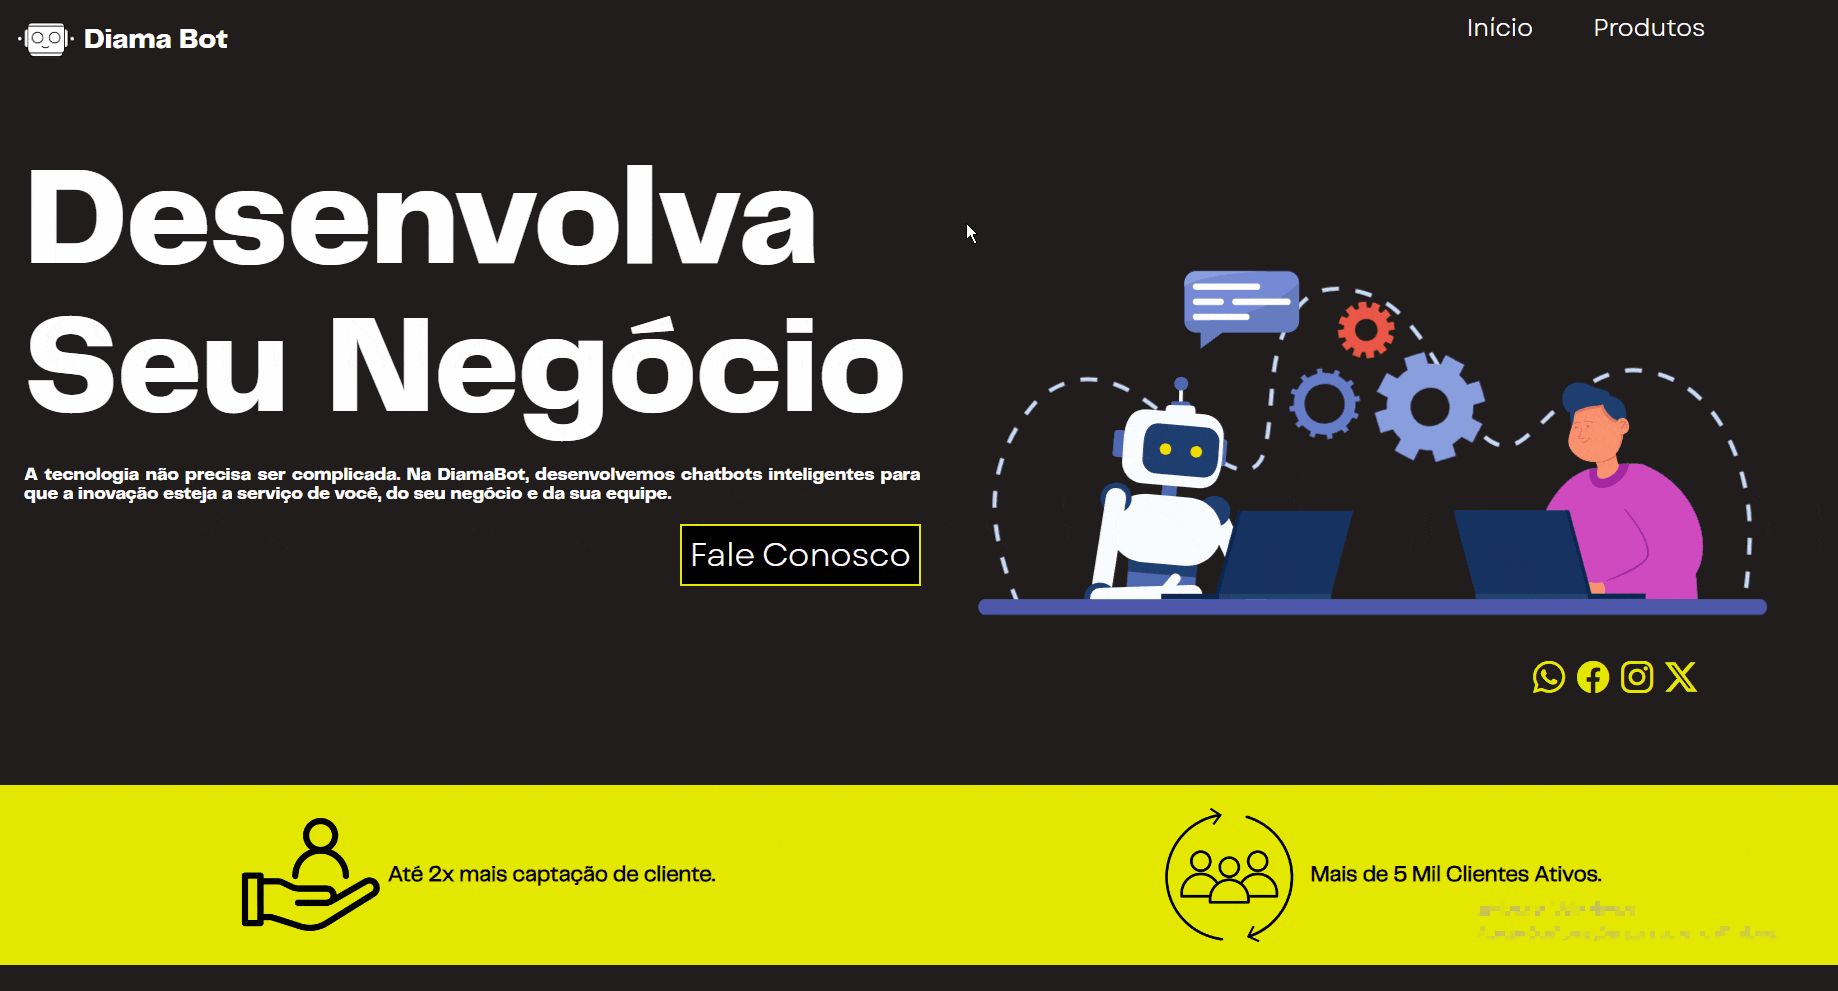 Diama Bot
Início
Produtos
Desenvolva
Seu Negócio
A tecnologia não precisa ser complicada. Na DiamaBot, desenvolvemos chatbots inteligentes para
que a inovação esteja a serviço de você, do seu negócio e da sua equipe.
Fale Conosco
Até 2x mais captação de cliente.
Mais de 5 Mil Clientes Ativos.